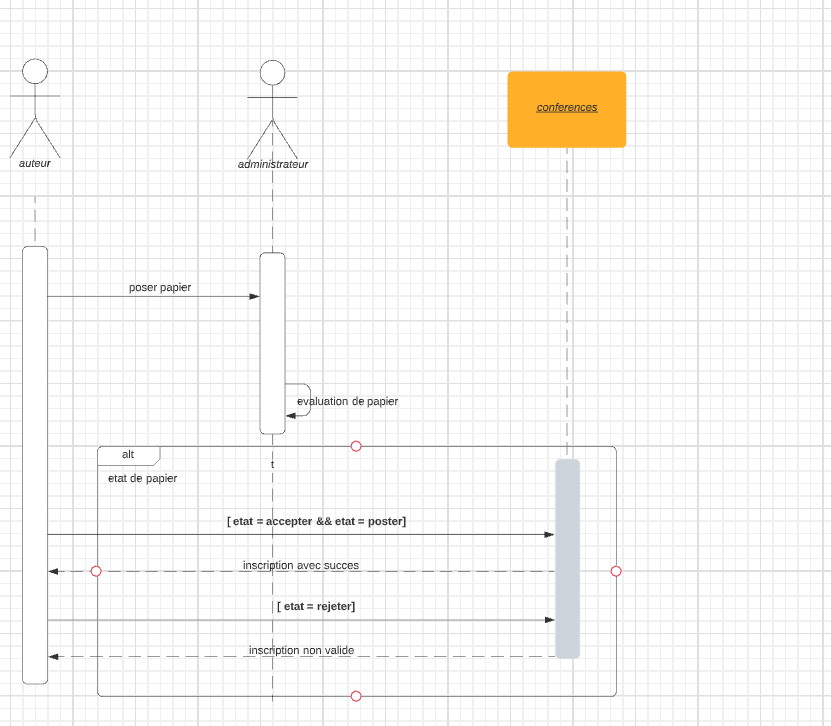 auteur
administrateur
conferences
poser papier
evaluation de papier
alt
t
etat de papier
[ etat = accepter && etat = poster]
inscription avec succes
[ etat = rejeter]
inscription non valide